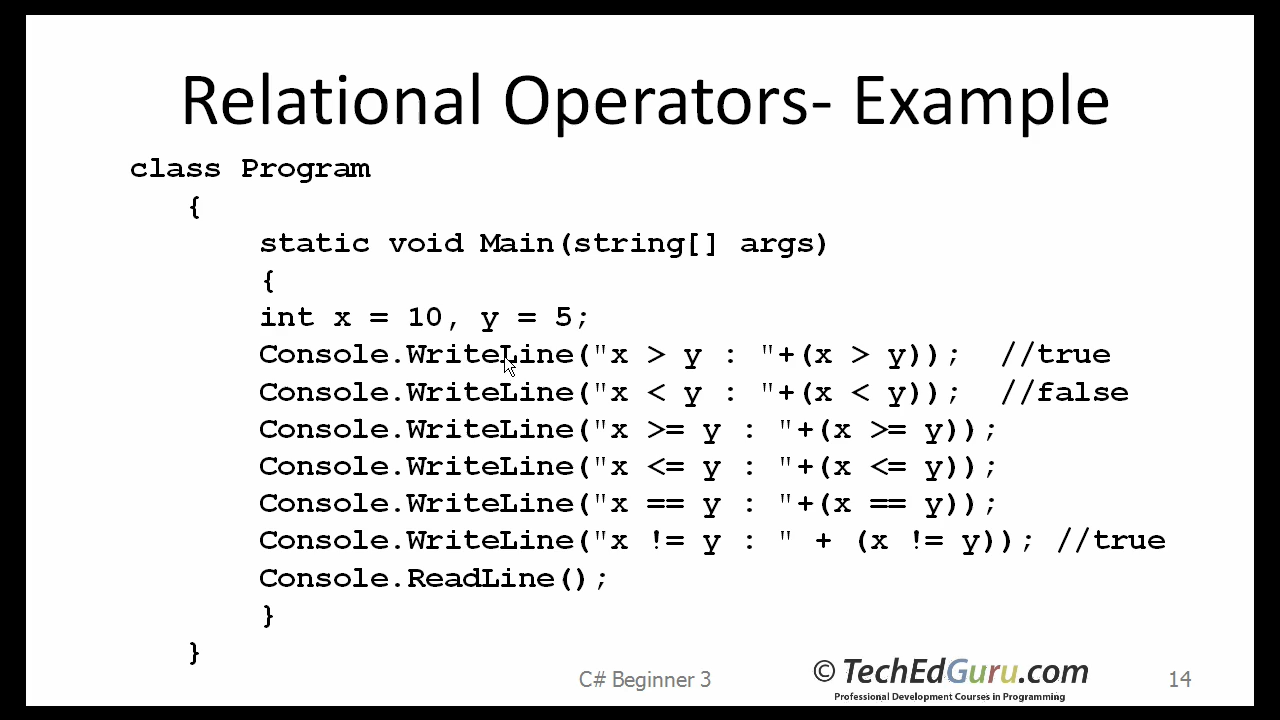 Relational Operators- Example
class Program
{
static void Main(string[] args)
{
int x = 10, y = 5;
Console.WriteLine("x > y : "+(x > y));  //true
Console.WriteLine("x < y : "+(x < y));  //false
Console.WriteLine("x >= y : "+(x >= y));
Console.WriteLine("x <= y : "+(x <= y));
Console.WriteLine("x == y : "+(x == y));
Console.WriteLine("x != y : " + (x != y)); //true
Console.ReadLine();
}
}
C# Beginner 3
© TechEdGuru.com
Professional Development Courses in Programming
14